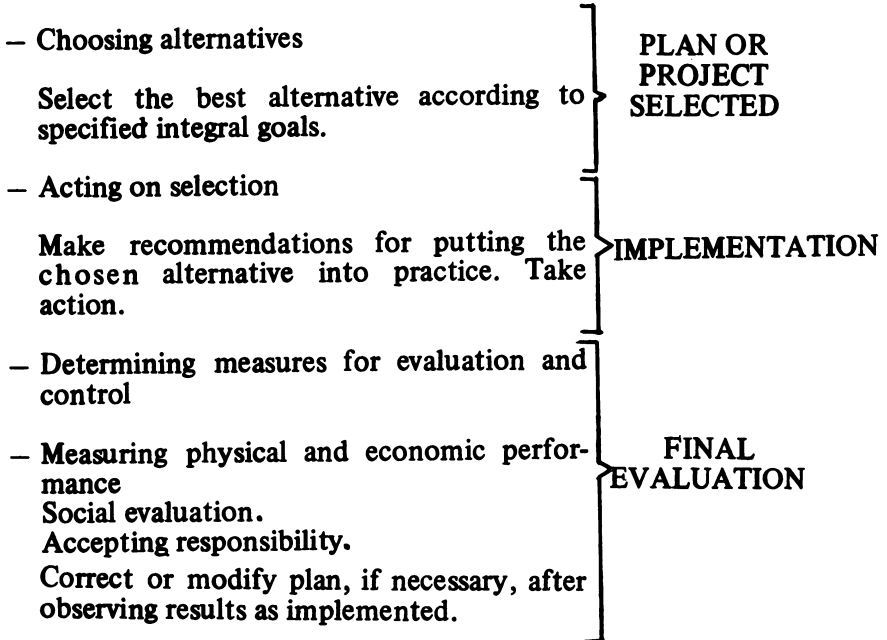 — Choosing alternatives
Select the best alternative according to
specified integral goals.
PLAN OR
PROJECT
SELECTED
— Acting on selection
Make recommendations for putting the
chosen alternative into practice. Take
action.
IMPLEMENTATION
— Determining measures for evaluation and
control
— Measuring physical and economic perfor-
mance
Social evaluation.
Accepting responsibility.
Correct or modify plan, if necessary, after
observing results as implemented.
FINAL
EVALUATION